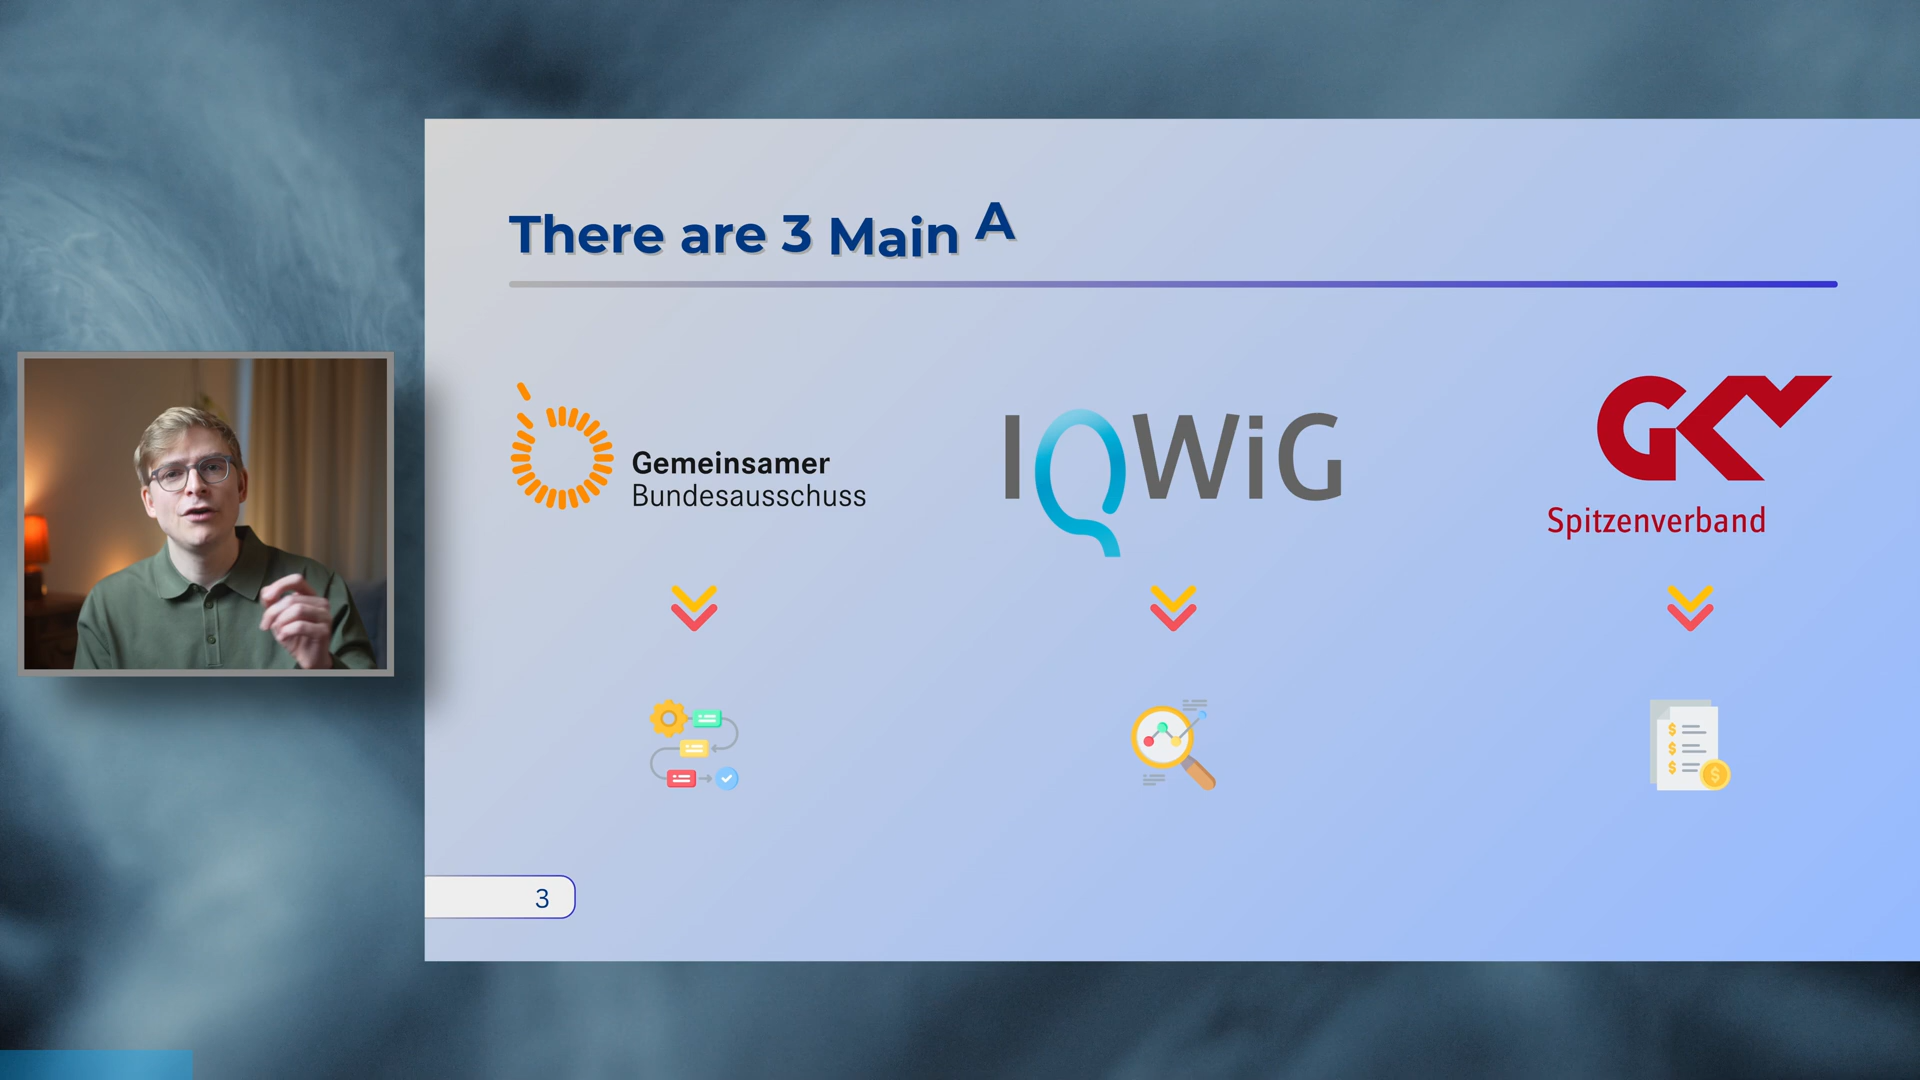 There are 3 Main A
Gemeinsamer
Bundesausschuss
IQWiG
GKV
Spitzenverband
$
$
$
$
3